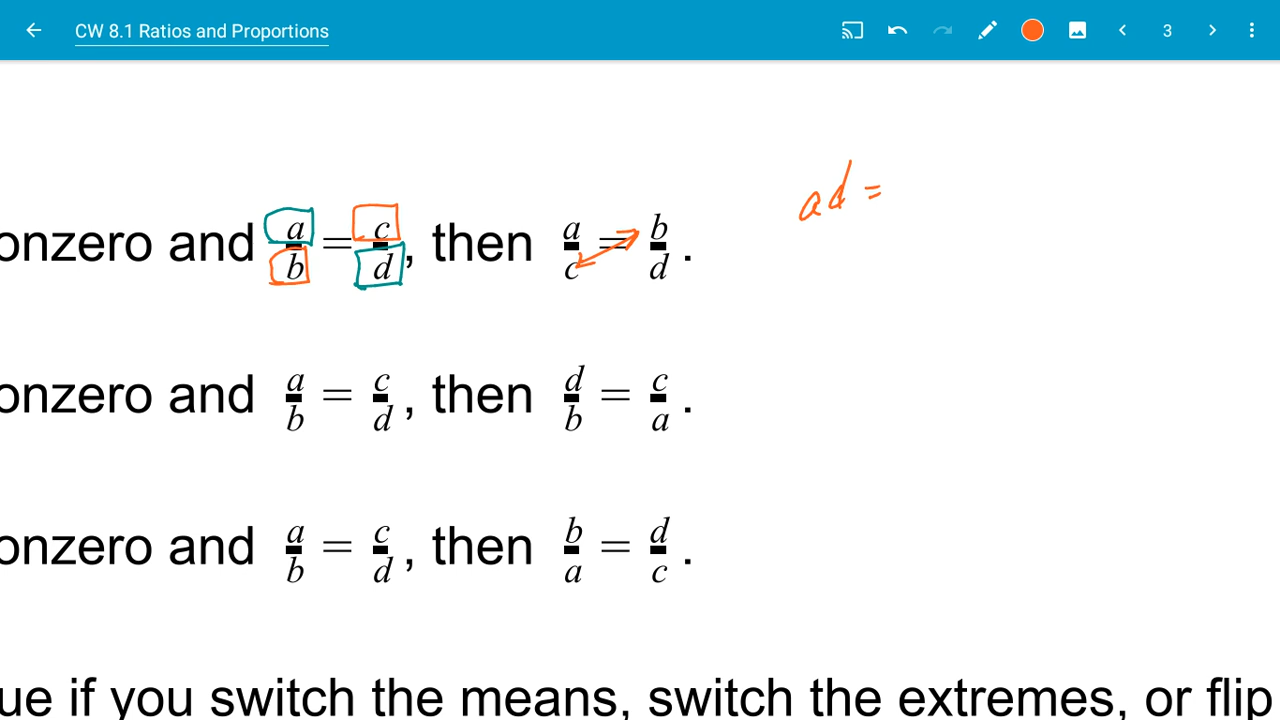 CW 8.1 Ratios and Proportions 3
ad =
onzero and a/b = c/d, then a/c = b/d.
onzero and a/b = c/d, then d/b = c/a.
onzero and a/b = c/d, then b/a = d/c.
ue if you switch the means, switch the extremes, or flip